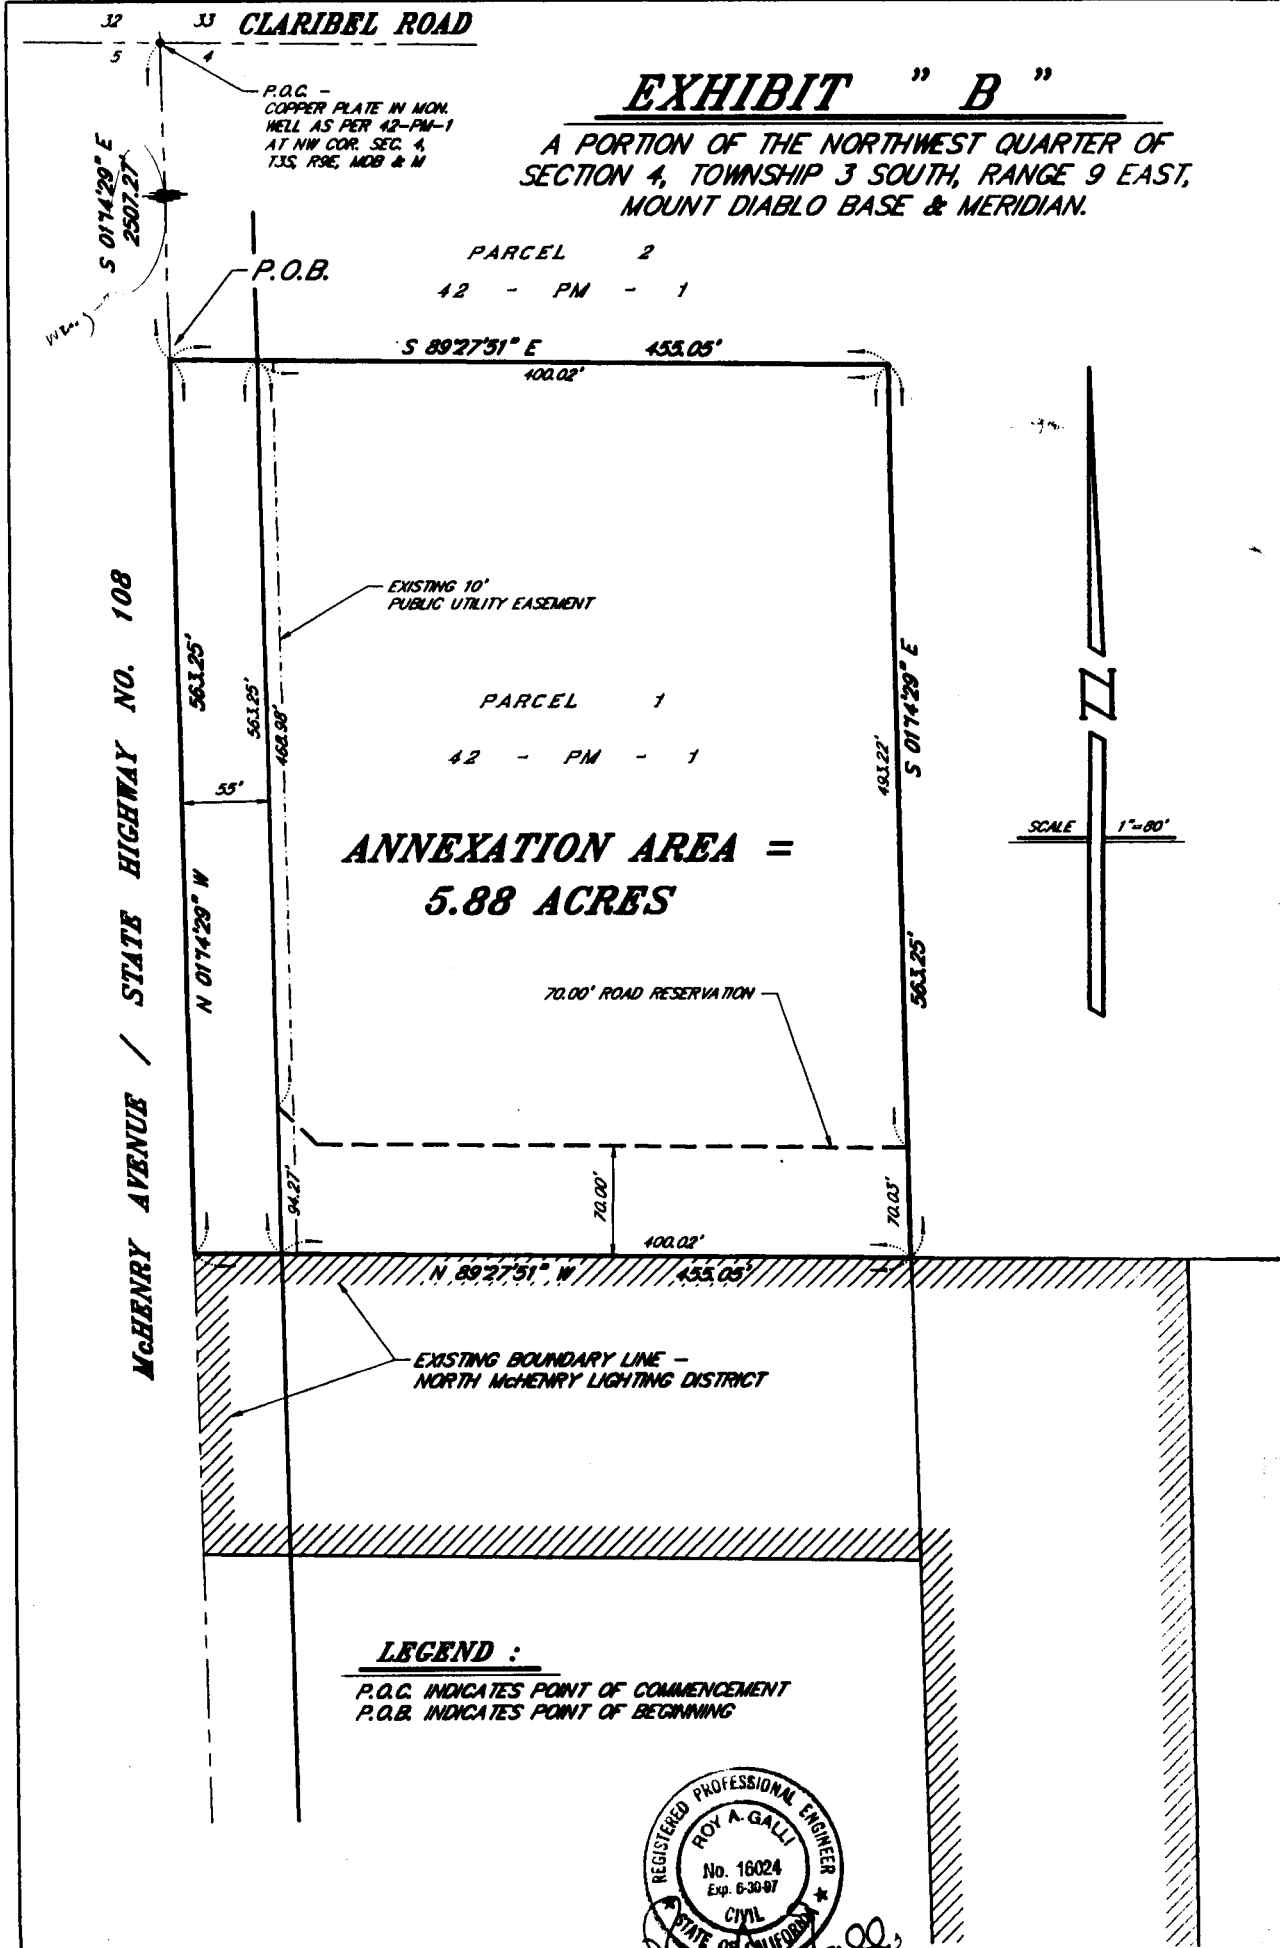 32 33 CLARIBEL ROAD
5 4
P.O.C. -
COPPER PLATE IN MON.
WELL AS PER 42-PM-1
AT NW COR. SEC. 4,
T3S, R9E, MDB & M
EXHIBIT "B"
A PORTION OF THE NORTHWEST QUARTER OF
SECTION 4, TOWNSHIP 3 SOUTH, RANGE 9 EAST,
MOUNT DIABLO BASE & MERIDIAN.
S 01°14'29" E
2507.27'
P.O.B.
PARCEL 2
42 - PM - 1
S 89°27'51" E 455.05'
400.02'
EXISTING 10'
PUBLIC UTILITY EASEMENT
McHENRY AVENUE / STATE HIGHWAY NO. 108
N 01°14'29" W
563.25'
563.25'
468.98'
55'
PARCEL 1
42 - PM - 1
493.22'
S 01°14'29" E
563.25'
SCALE 1"=80'
N
ANNEXATION AREA =
5.88 ACRES
70.00' ROAD RESERVATION
94.27'
70.00'
70.03'
400.02'
N 89°27'51" W 455.05'
EXISTING BOUNDARY LINE -
NORTH McHENRY LIGHTING DISTRICT
LEGEND :
P.O.C. INDICATES POINT OF COMMENCEMENT
P.O.B. INDICATES POINT OF BEGINNING
REGISTERED PROFESSIONAL ENGINEER
ROY A. GALLI
No. 16024
Exp. 6-30-97
CIVIL
STATE OF CALIFORNIA